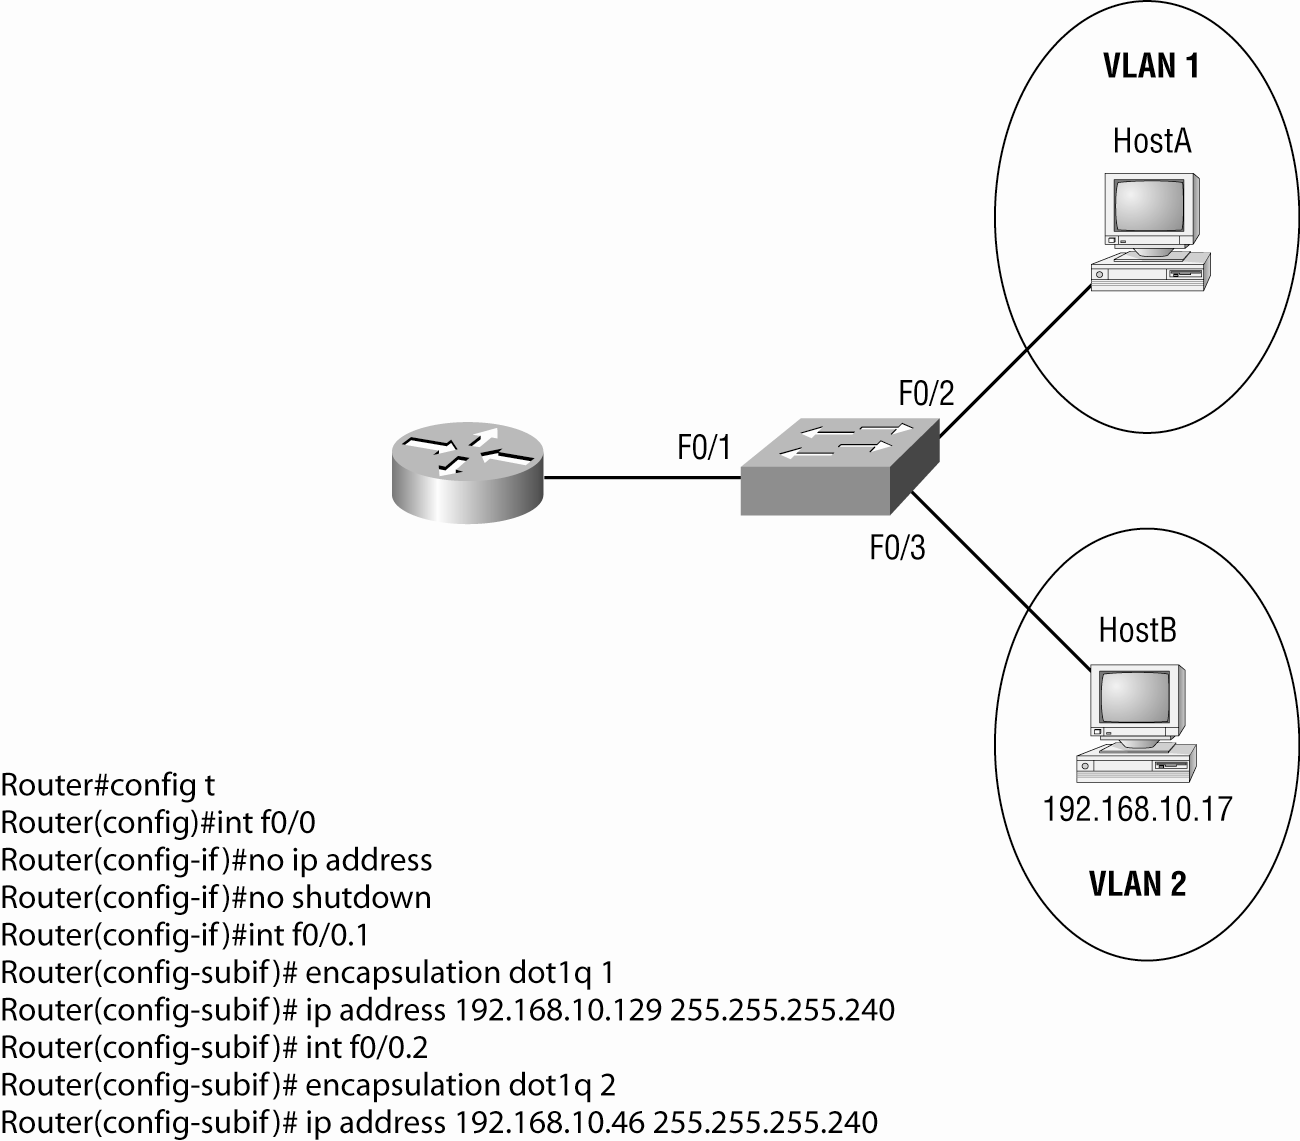 VLAN 1
HostA
F0/2
F0/1
F0/3
HostB
192.168.10.17
VLAN 2
Router#config t
Router(config)#int f0/0
Router(config-if)#no ip address
Router(config-if)#no shutdown
Router(config-if)#int f0/0.1
Router(config-subif)# encapsulation dot1q 1
Router(config-subif)# ip address 192.168.10.129 255.255.255.240
Router(config-subif)# int f0/0.2
Router(config-subif)# encapsulation dot1q 2
Router(config-subif)# ip address 192.168.10.46 255.255.255.240